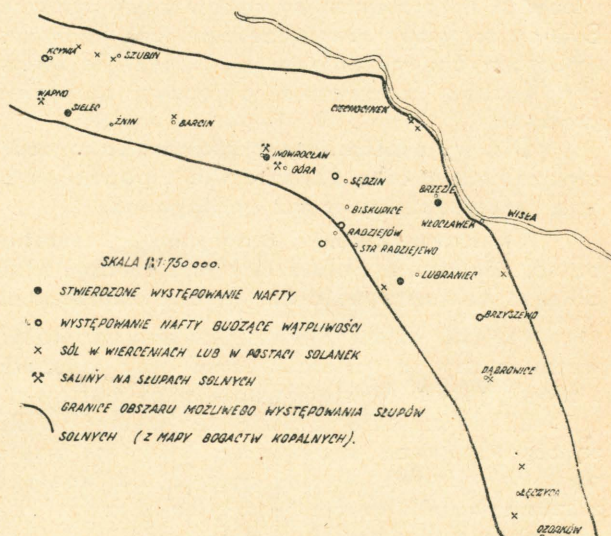 KCYNIA
SZUBIN
WAPNO
SIELEC
ŻNIN
BARCIN
CIECHOCINEK
INOWROCŁAW
GÓRA
SĘDZIN
BRZEZIE
BISKUPICE
WŁOCŁAWEK
WISŁA
RADZIEJÓW
STR RADZIEJEWO
LUBRANIEC
BRZYSZEWO
DĄBROWICE
ŁĘCZYCA
OZORKÓW
SKALA 1:750 000.
STWIERDZONE WYSTĘPOWANIE NAFTY
WYSTĘPOWANIE NAFTY BUDZĄCE WĄTPLIWOŚCI
SÓL W WIERCENIACH LUB W POSTACI SOLANEK
SALINY NA SŁUPACH SOLNYCH
GRANICE OBSZARU MOŻLIWEGO WYSTĘPOWANIA SŁUPÓW
SOLNYCH (Z MAPY BOGACTW KOPALNYCH).